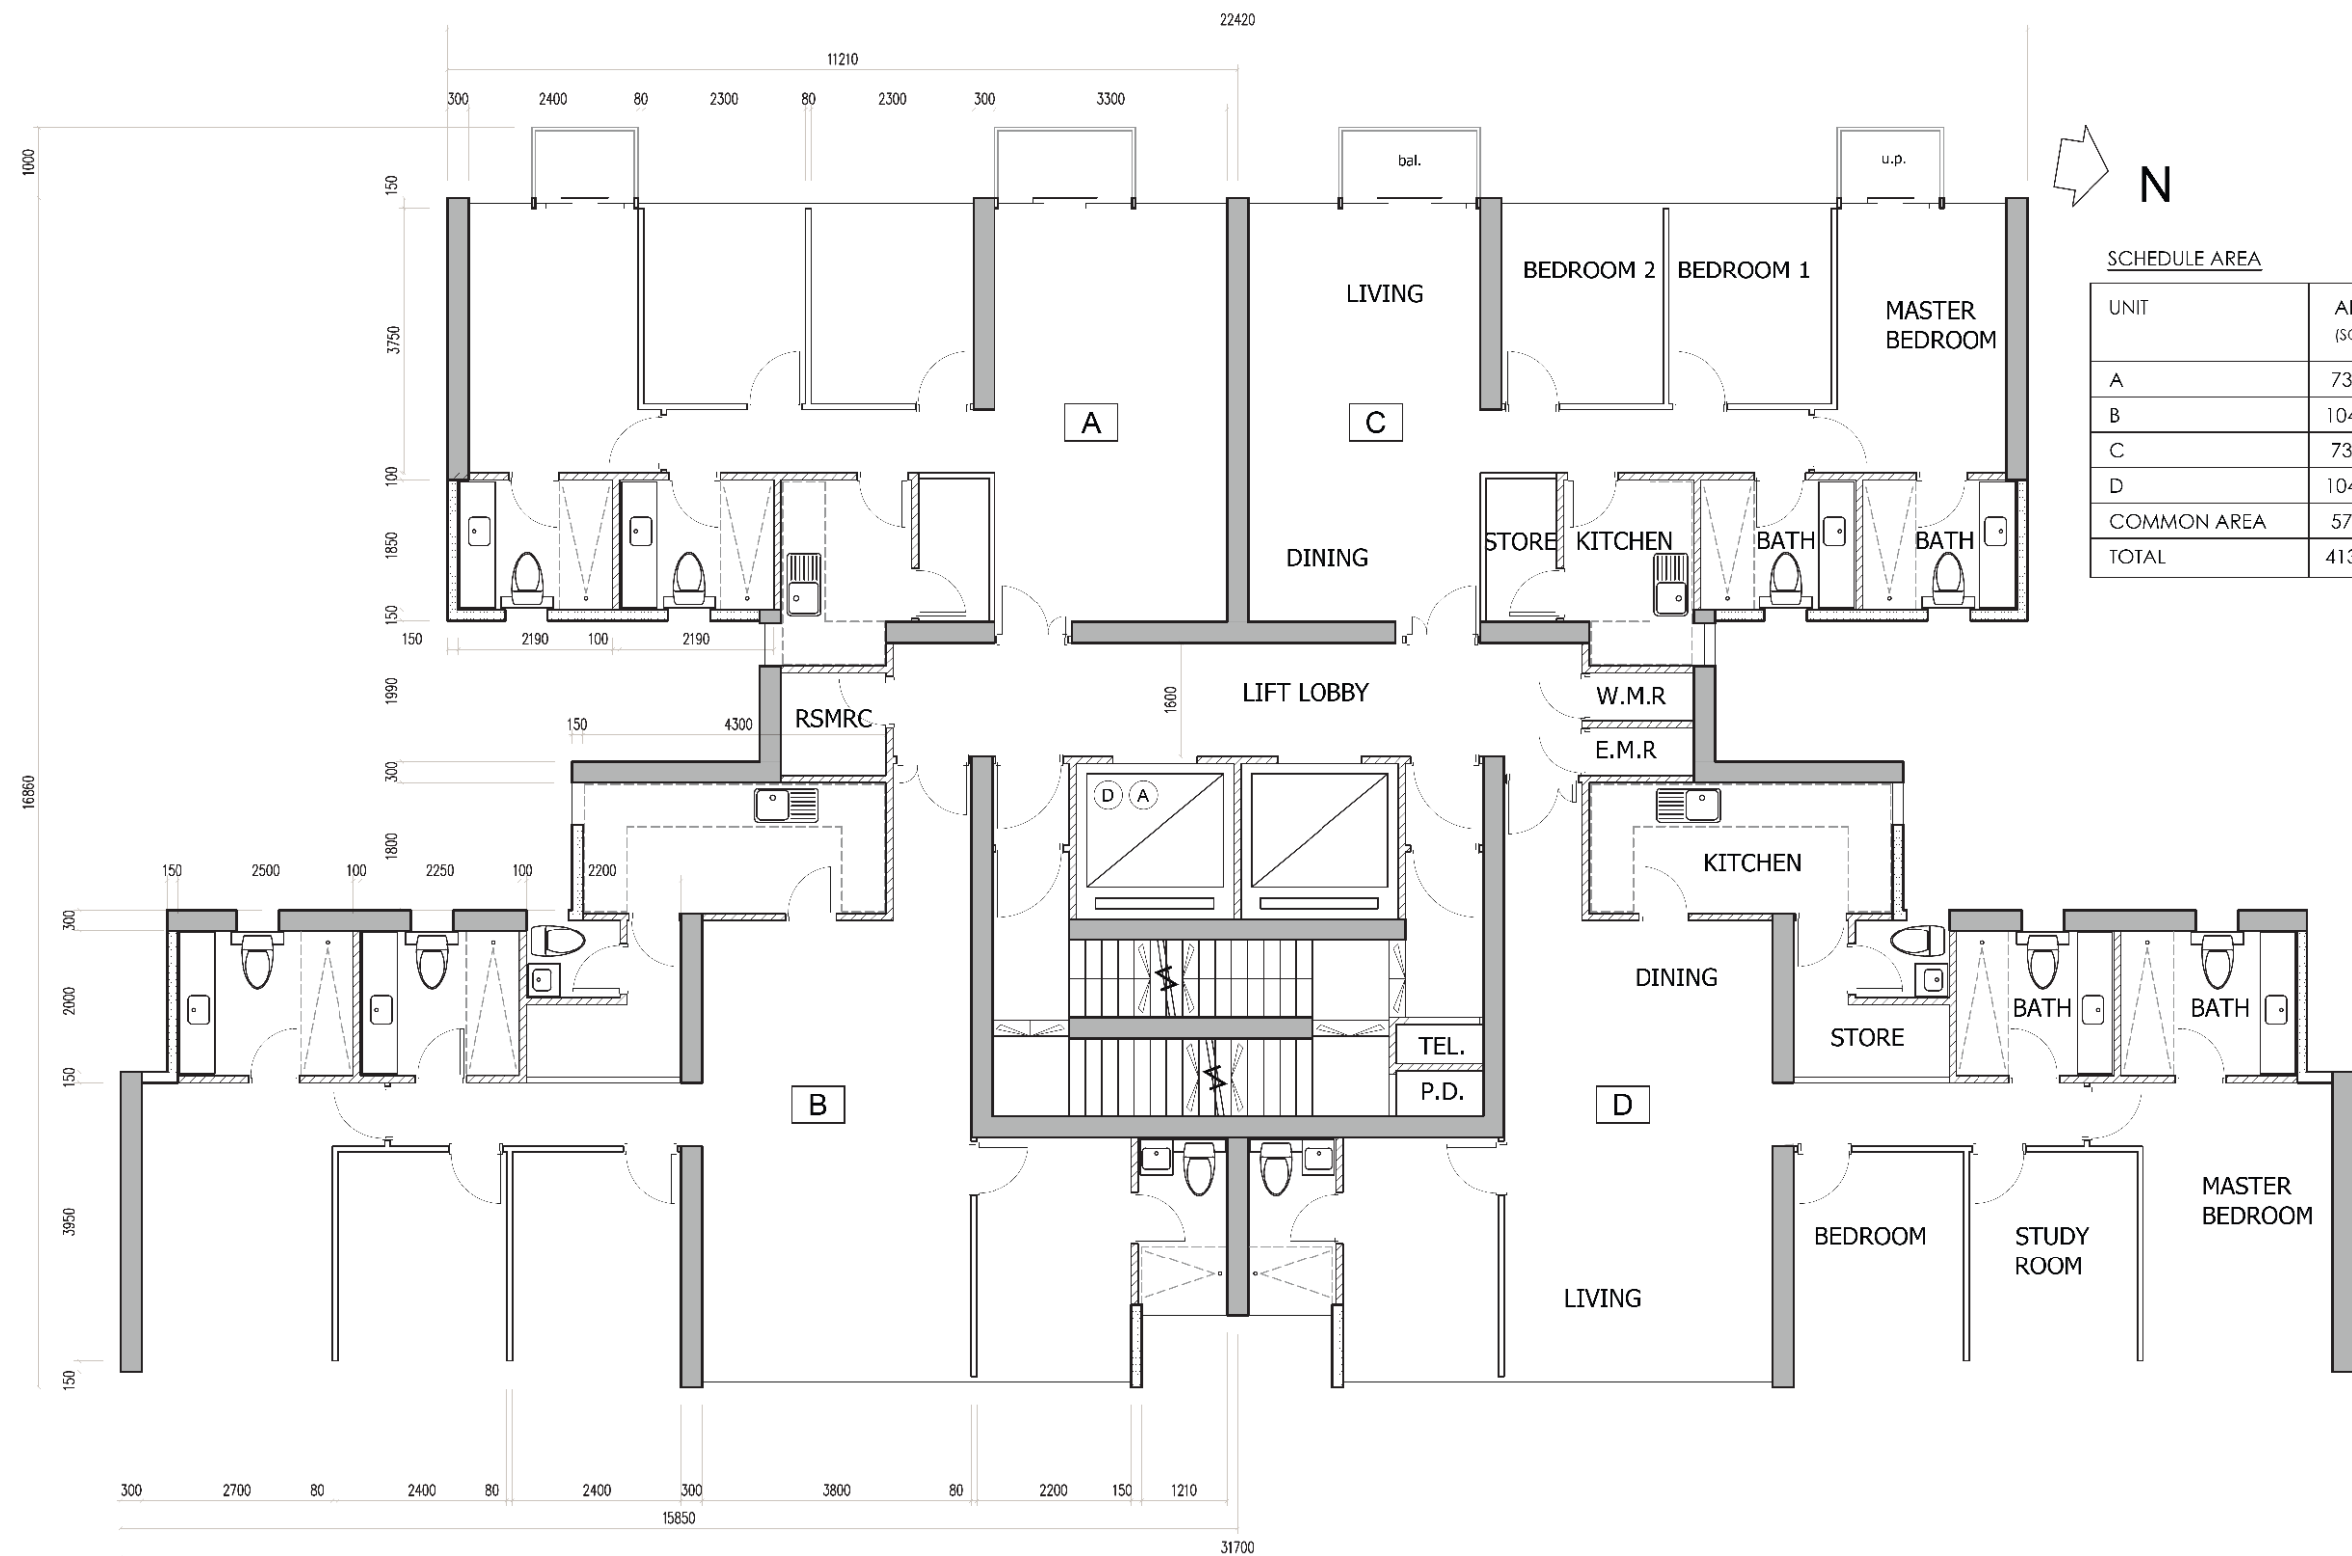 22420
11210
300 2400 80 2300 80 2300 300 3300
1000
150
bal.
u.p.
N
SCHEDULE AREA
UNIT
A
B
C
D
COMMON AREA
TOTAL
BEDROOM 2
BEDROOM 1
LIVING
MASTER
BEDROOM
3750
A
C
100
1850
150
STORE
KITCHEN
BATH
BATH
DINING
150 2190 100 2190
1990
1600
LIFT LOBBY
W.M.R
RSMRC
150 4300
E.M.R
300
16860
D A
1800
KITCHEN
150 2500 100 2250 100 2200
300
2000
DINING
BATH
BATH
STORE
TEL.
P.D.
150
B
D
3950
MASTER
BEDROOM
BEDROOM
STUDY
ROOM
LIVING
150
300 2700 80 2400 80 2400 300 3800 80 2200 150 1210
15850
31700